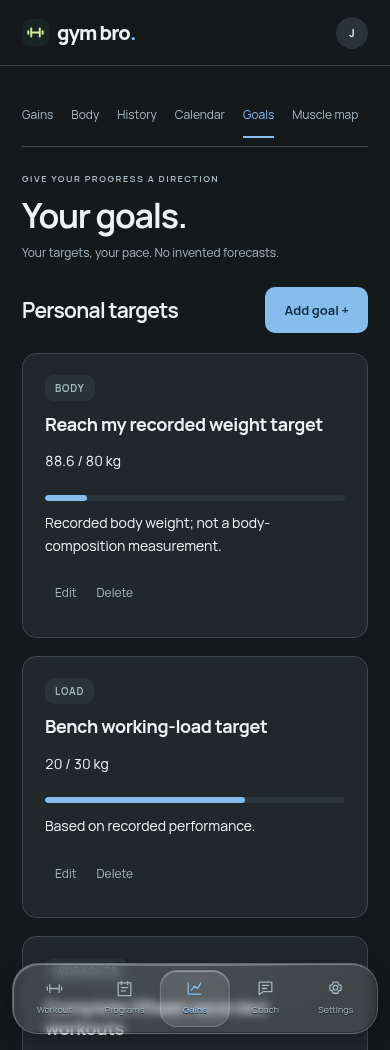 gym bro.
J
Gains Body History Calendar Goals Muscle map
GIVE YOUR PROGRESS A DIRECTION
Your goals.
Your targets, your pace. No invented forecasts.
Personal targets
Add goal +
BODY
Reach my recorded weight target
88.6 / 80 kg
Recorded body weight; not a body-
composition measurement.
Edit Delete
LOAD
Bench working-load target
20 / 30 kg
Based on recorded performance.
Edit Delete
WORKOUTS
Workout Programs Gains Coach Settings
workouts